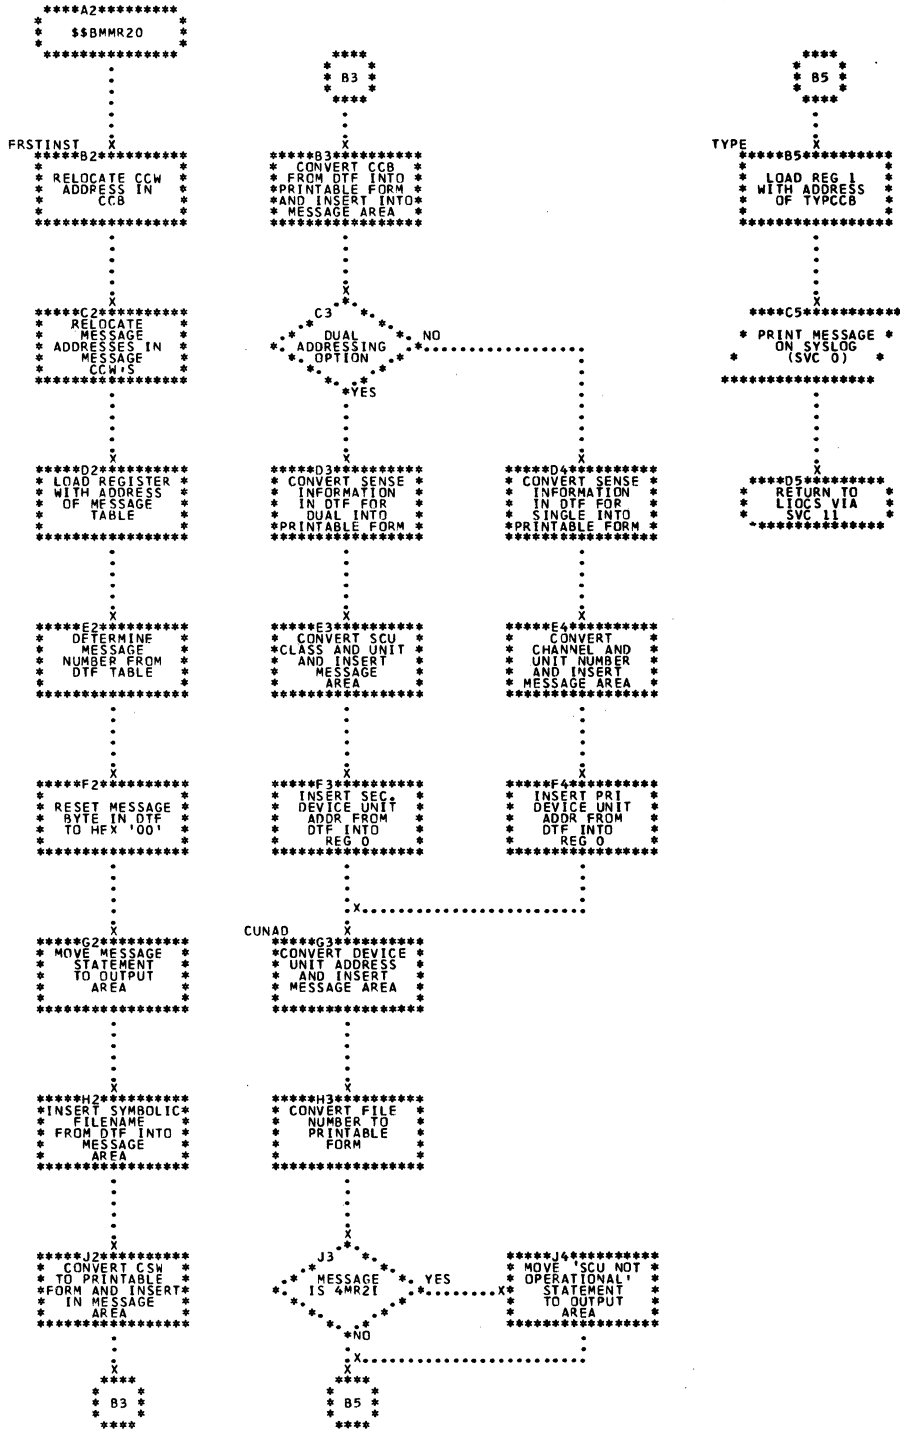 A2
$$BMMR20
FRSTINST
B2
RELOCATE CCW
ADDRESS IN
CCB
C2
RELOCATE
MESSAGE
ADDRESSES IN
MESSAGE
CCW'S
D2
LOAD REGISTER
WITH ADDRESS
OF MESSAGE
TABLE
E2
DETERMINE
MESSAGE
NUMBER FROM
DTF TABLE
F2
RESET MESSAGE
BYTE IN DTF
TO HEX '00'
G2
MOVE MESSAGE
STATEMENT
TO OUTPUT
AREA
H2
INSERT SYMBOLIC
FILENAME
FROM DTF INTO
MESSAGE
AREA
J2
CONVERT CSW
TO PRINTABLE
FORM AND INSERT
IN MESSAGE
AREA
B3
B3
B3
CONVERT CCB
FROM DTF INTO
PRINTABLE FORM
AND INSERT INTO
MESSAGE AREA
C3
DUAL
ADDRESSING
OPTION
NO
YES
D3
CONVERT SENSE
INFORMATION
IN DTF FOR
DUAL INTO
PRINTABLE FORM
E3
CONVERT SCU
CLASS AND UNIT
AND INSERT
MESSAGE
AREA
F3
INSERT SEC.
DEVICE UNIT
ADDR FROM
DTF INTO
REG 0
CUNAD
G3
CONVERT DEVICE
UNIT ADDRESS
AND INSERT
MESSAGE AREA
H3
CONVERT FILE
NUMBER TO
PRINTABLE
FORM
J3
MESSAGE
IS 4MR2I
YES
NO
B5
D4
CONVERT SENSE
INFORMATION
IN DTF FOR
SINGLE INTO
PRINTABLE FORM
E4
CONVERT
CHANNEL AND
UNIT NUMBER
AND INSERT
MESSAGE AREA
F4
INSERT PRI
DEVICE UNIT
ADDR FROM
DTF INTO
REG 0
J4
MOVE 'SCU NOT
OPERATIONAL'
STATEMENT
TO OUTPUT
AREA
B5
TYPE
B5
LOAD REG 1
WITH ADDRESS
OF TYPCCB
C5
PRINT MESSAGE
ON SYSLOG
(SVC 0)
D5
RETURN TO
LIOCS VIA
SVC 11